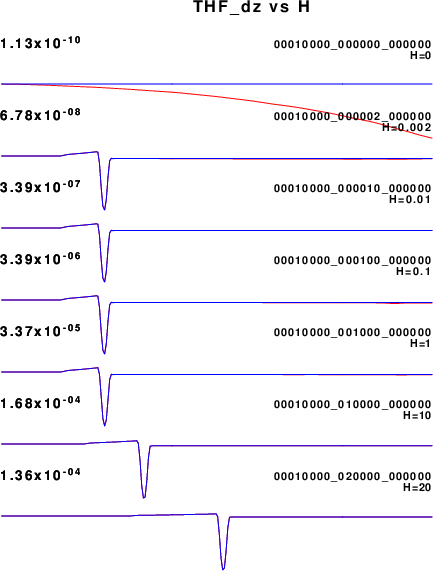 THF_dz vs H
1.13x10⁻¹⁰ 00010000_000000_000000
H=0
6.78x10⁻⁰⁸ 00010000_000002_000000
H=0.002
3.39x10⁻⁰⁷ 00010000_000010_000000
H=0.01
3.39x10⁻⁰⁶ 00010000_000100_000000
H=0.1
3.37x10⁻⁰⁵ 00010000_001000_000000
H=1
1.68x10⁻⁰⁴ 00010000_010000_000000
H=10
1.36x10⁻⁰⁴ 00010000_020000_000000
H=20